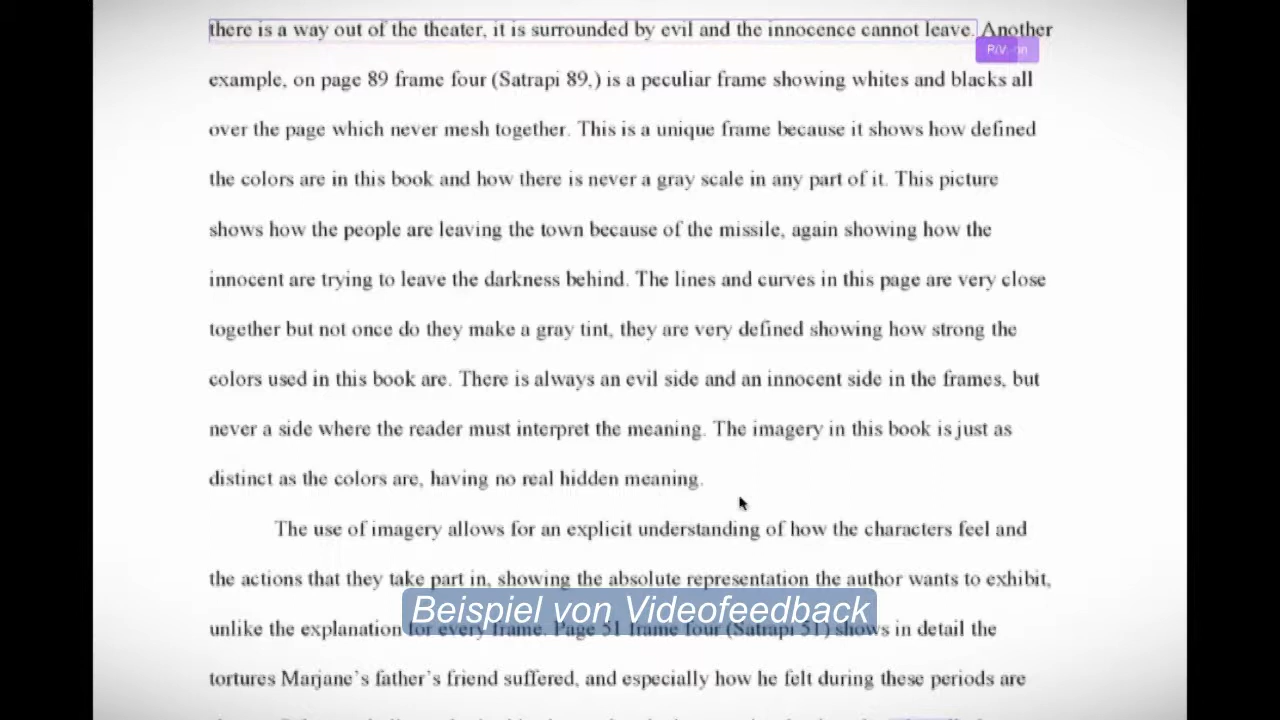 there is a way out of the theater, it is surrounded by evil and the innocence cannot leave. Another
example, on page 89 frame four (Satrapi 89,) is a peculiar frame showing whites and blacks all
over the page which never mesh together. This is a unique frame because it shows how defined
the colors are in this book and how there is never a gray scale in any part of it. This picture
shows how the people are leaving the town because of the missile, again showing how the
innocent are trying to leave the darkness behind. The lines and curves in this page are very close
together but not once do they make a gray tint, they are very defined showing how strong the
colors used in this book are. There is always an evil side and an innocent side in the frames, but
never a side where the reader must interpret the meaning. The imagery in this book is just as
distinct as the colors are, having no real hidden meaning.
The use of imagery allows for an explicit understanding of how the characters feel and
the actions that they take part in, showing the absolute representation the author wants to exhibit,
Beispiel von Videofeedback
unlike the explanation for every frame. Page 51 frame four (Satrapi 51) shows in detail the
tortures Marjane's father's friend suffered, and especially how he felt during these periods are